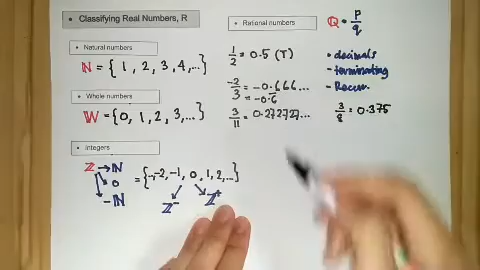 • Classifying Real Numbers, R
• Natural numbers
ℕ = { 1, 2, 3, 4,... }
• Whole numbers
𝕎 = {0, 1, 2, 3,... }
• Integers
ℤ → ℕ
0
-ℕ
= {..., -2, -1, 0, 1, 2,... }
ℤ⁻ ℤ⁺
• Rational numbers
ℚ • p/q
1/2 = 0.5 (T)
• decimals
• terminating
• Recurr
-2/3 = -0.666...
= -0.6̇
3/8 = 0.375
3/11 = 0.272727...